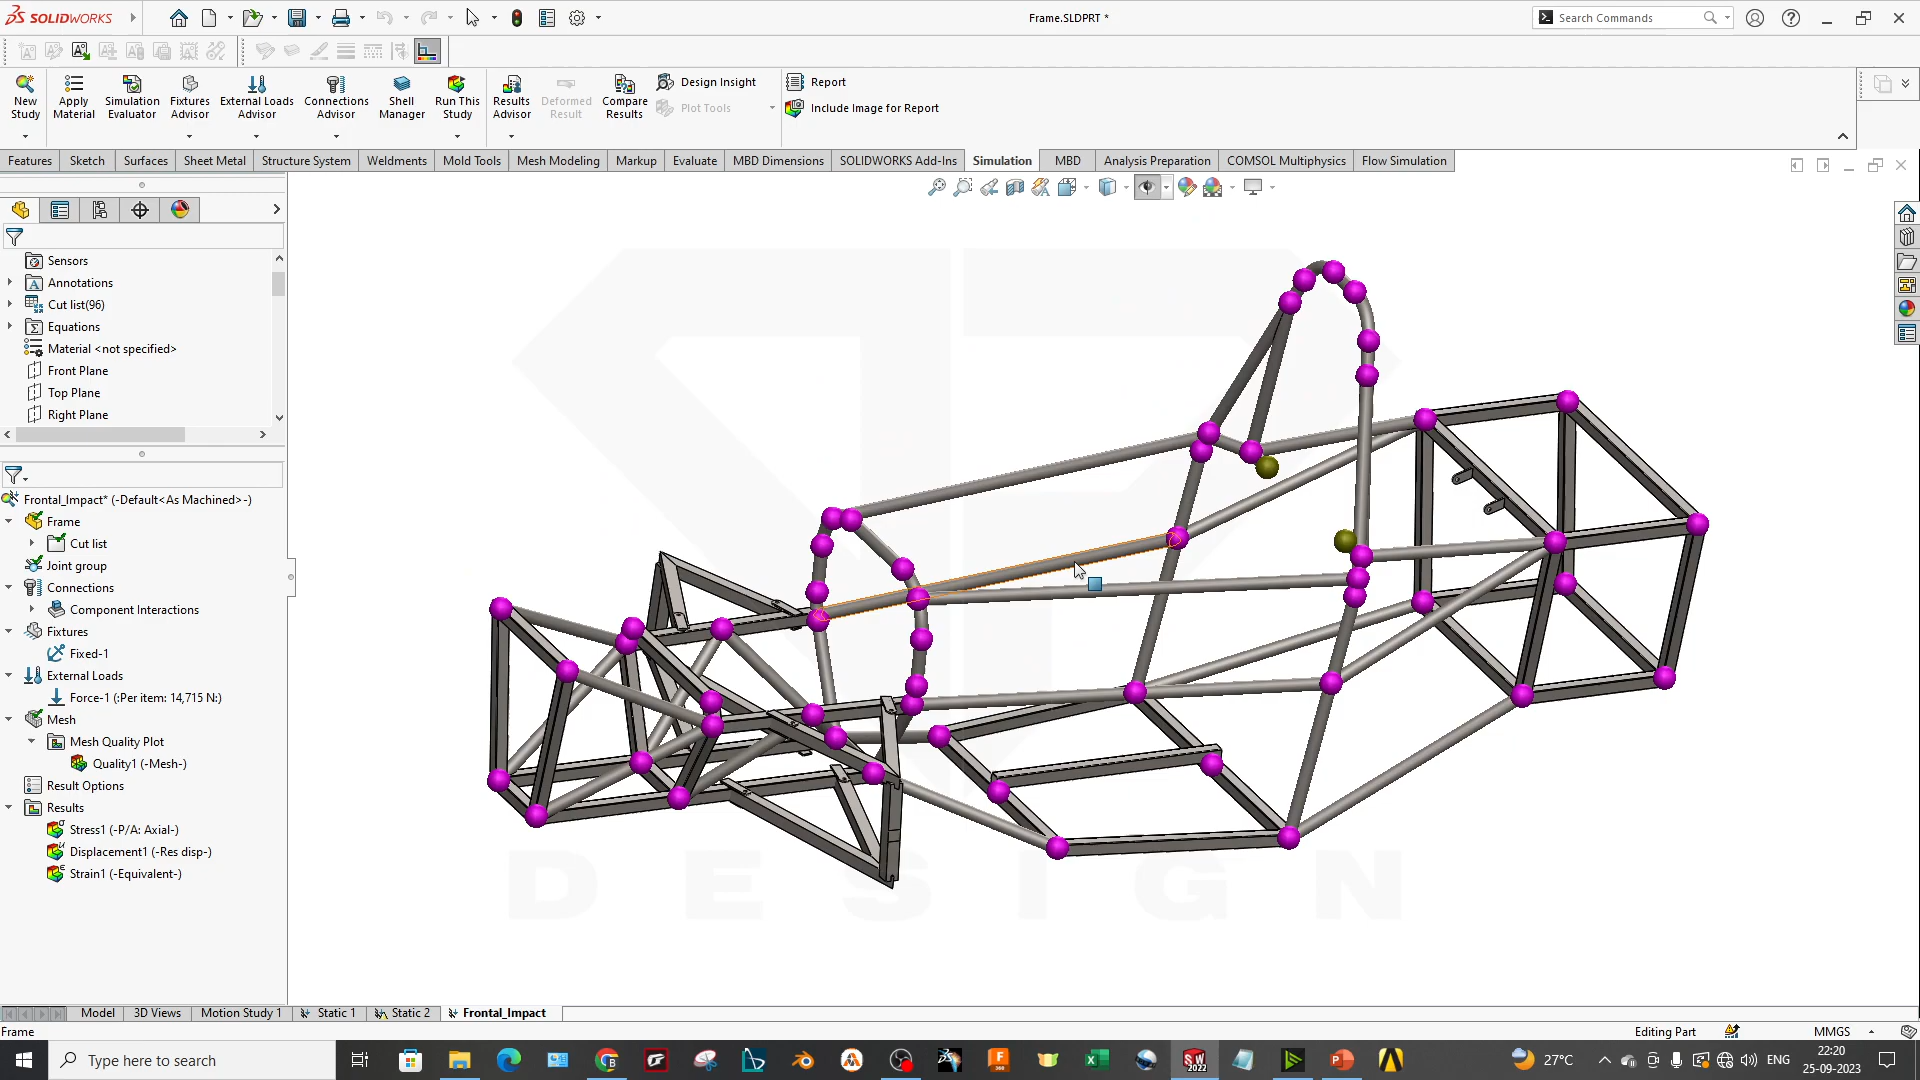 SOLIDWORKS
Frame.SLDPRT *
Search Commands
New Study
Apply Material
Simulation Evaluator
Fixtures Advisor
External Loads Advisor
Connections Advisor
Shell Manager
Run This Study
Results Advisor
Deformed Result
Compare Results
Design Insight
Plot Tools
Report
Include Image for Report
Features
Sketch
Surfaces
Sheet Metal
Structure System
Weldments
Mold Tools
Mesh Modeling
Markup
Evaluate
MBD Dimensions
SOLIDWORKS Add-Ins
Simulation
MBD
Analysis Preparation
COMSOL Multiphysics
Flow Simulation
Sensors
Annotations
Cut list(96)
Equations
Material <not specified>
Front Plane
Top Plane
Right Plane
Frontal_Impact* (-Default<As Machined>-)
Frame
Cut list
Joint group
Connections
Component Interactions
Fixtures
Fixed-1
External Loads
Force-1 (:Per item: 14,715 N:)
Mesh
Mesh Quality Plot
Quality1 (-Mesh-)
Result Options
Results
Stress1 (-P/A: Axial-)
Displacement1 (-Res disp-)
Strain1 (-Equivalent-)
DESIGN
Model
3D Views
Motion Study 1
Static 1
Static 2
Frontal_Impact
Frame
Editing Part
MMGS
Type here to search
27°C
ENG
22:20
25-09-2023